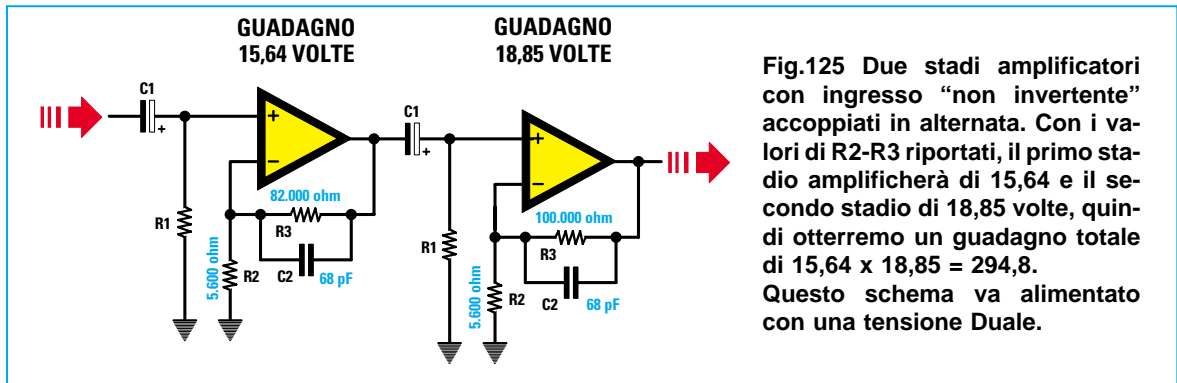 GUADAGNO
15,64 VOLTE
GUADAGNO
18,85 VOLTE
C1
+
+
−
R1
82.000 ohm
R3
C2
68 pF
5.600 ohm
R2
C1
+
+
−
R1
100.000 ohm
R3
C2
68 pF
5.600 ohm
R2
Fig.125 Due stadi amplificatori
con ingresso “non invertente”
accoppiati in alternata. Con i va-
lori di R2-R3 riportati, il primo sta-
dio amplificherà di 15,64 e il se-
condo stadio di 18,85 volte, quin-
di otterremo un guadagno totale
di 15,64 x 18,85 = 294,8.
Questo schema va alimentato
con una tensione Duale.